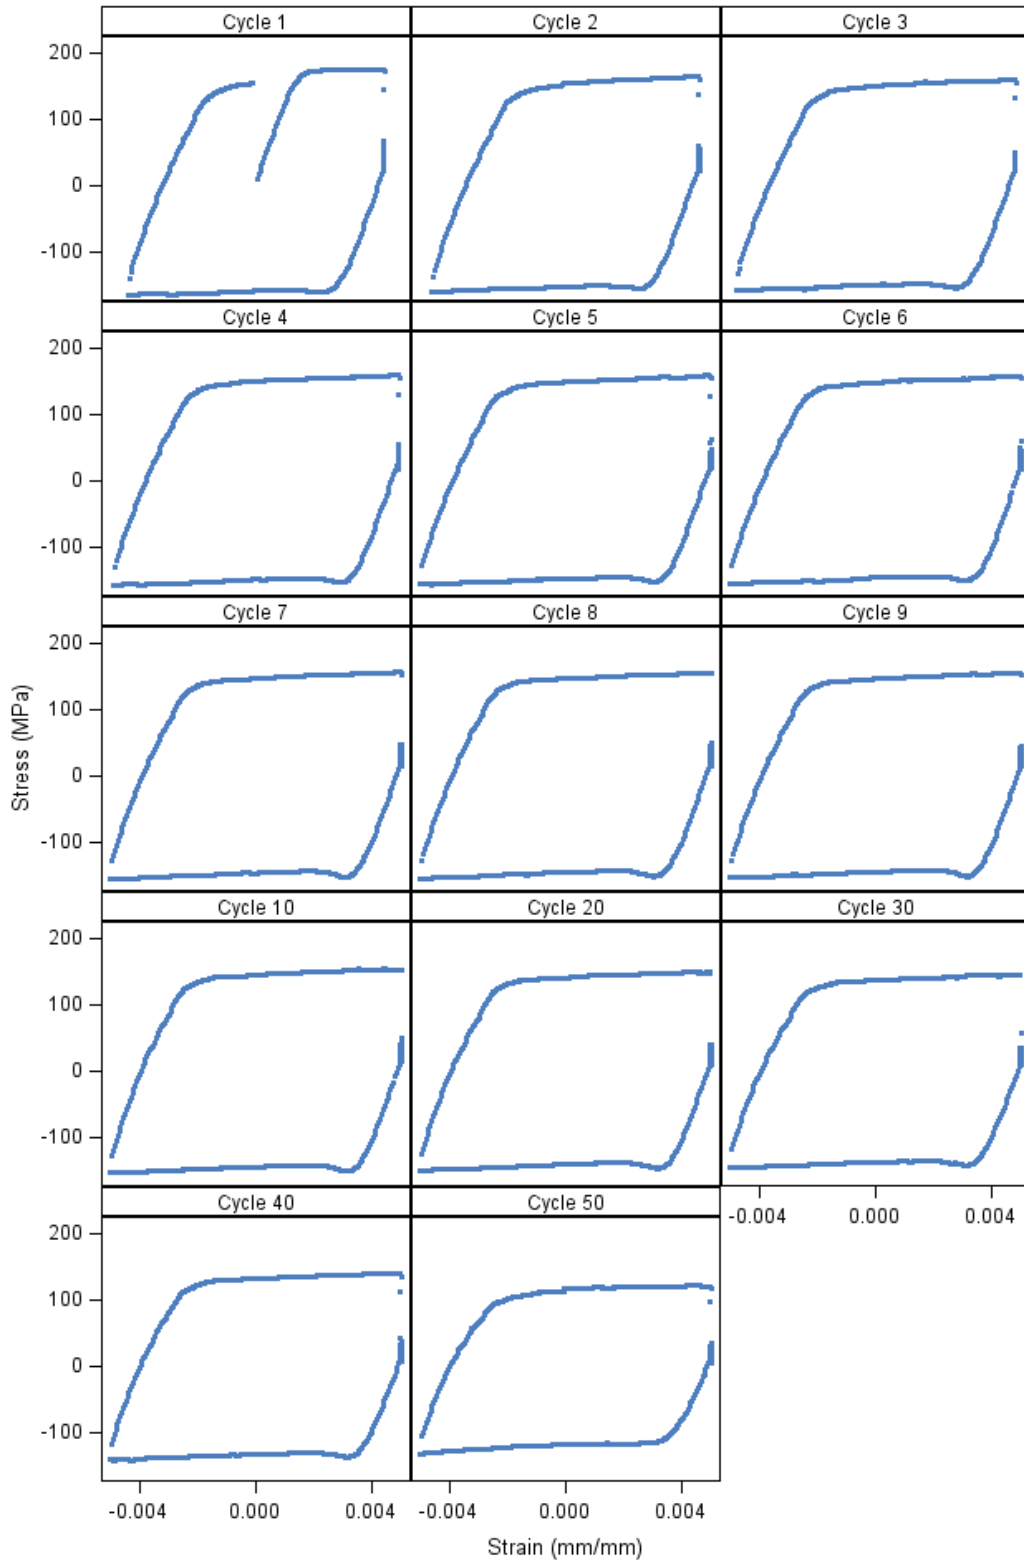 Cycle 1 Cycle 2 Cycle 3
200
100
0
-100
Cycle 4 Cycle 5 Cycle 6
200
100
0
-100
Cycle 7 Cycle 8 Cycle 9
200
100
0
-100
Stress (MPa)
Cycle 10 Cycle 20 Cycle 30
200
100
0
-100
Cycle 40 Cycle 50
-0.004 0.000 0.004
200
100
0
-100
-0.004 0.000 0.004 -0.004 0.000 0.004
Strain (mm/mm)